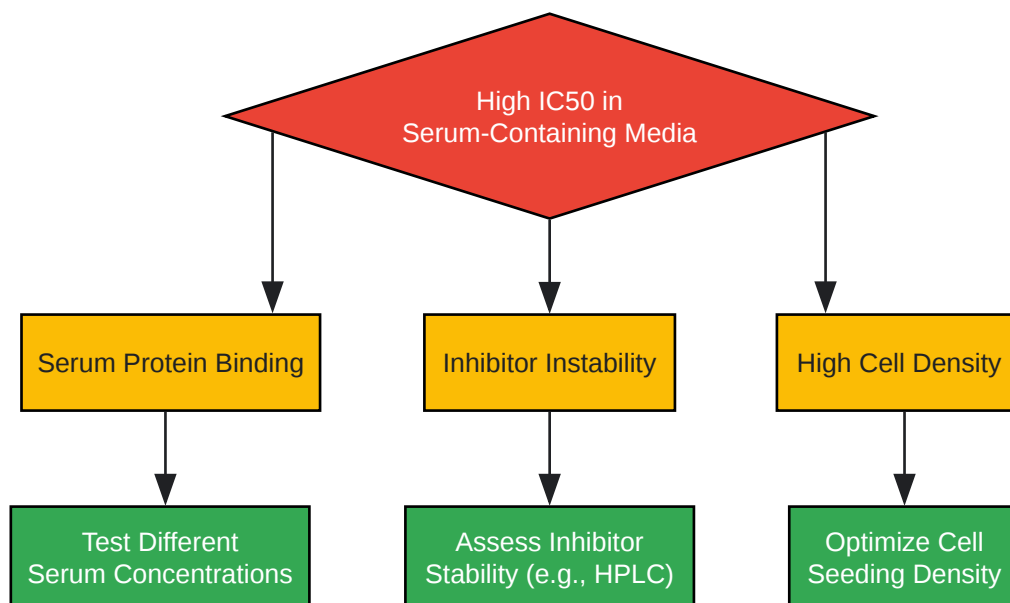 High IC50 in
Serum-Containing Media
Serum Protein Binding
Inhibitor Instability
High Cell Density
Test Different
Serum Concentrations
Assess Inhibitor
Stability (e.g., HPLC)
Optimize Cell
Seeding Density